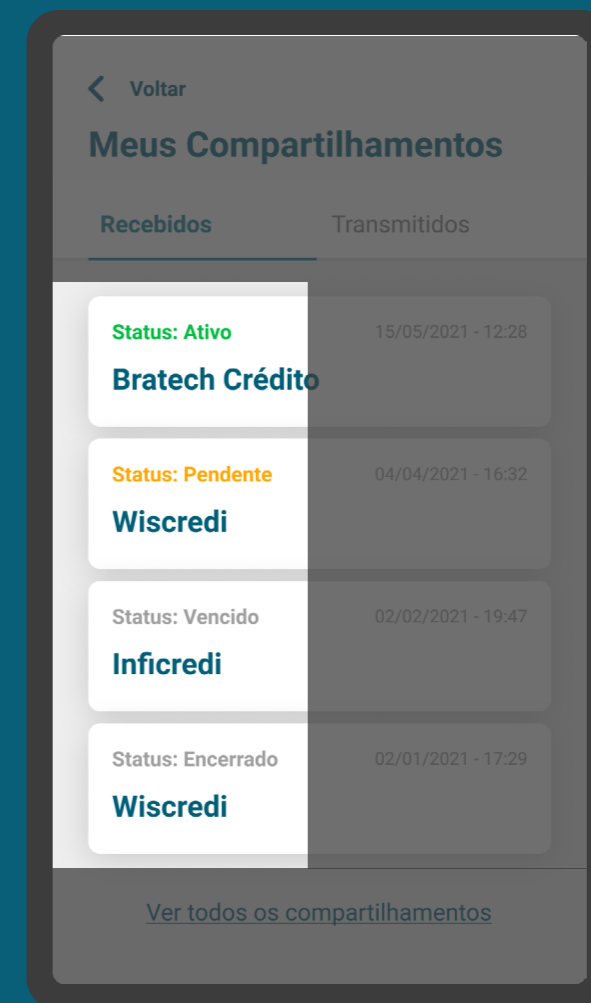 Voltar
Meus Compartilhamentos
Recebidos Transmitidos
Status: Ativo 15/05/2021 - 12:28
Bratech Crédito
Status: Pendente 04/04/2021 - 16:32
Wiscredi
Status: Vencido 02/02/2021 - 19:47
Inficredi
Status: Encerrado 02/01/2021 - 17:29
Wiscredi
Ver todos os compartilhamentos